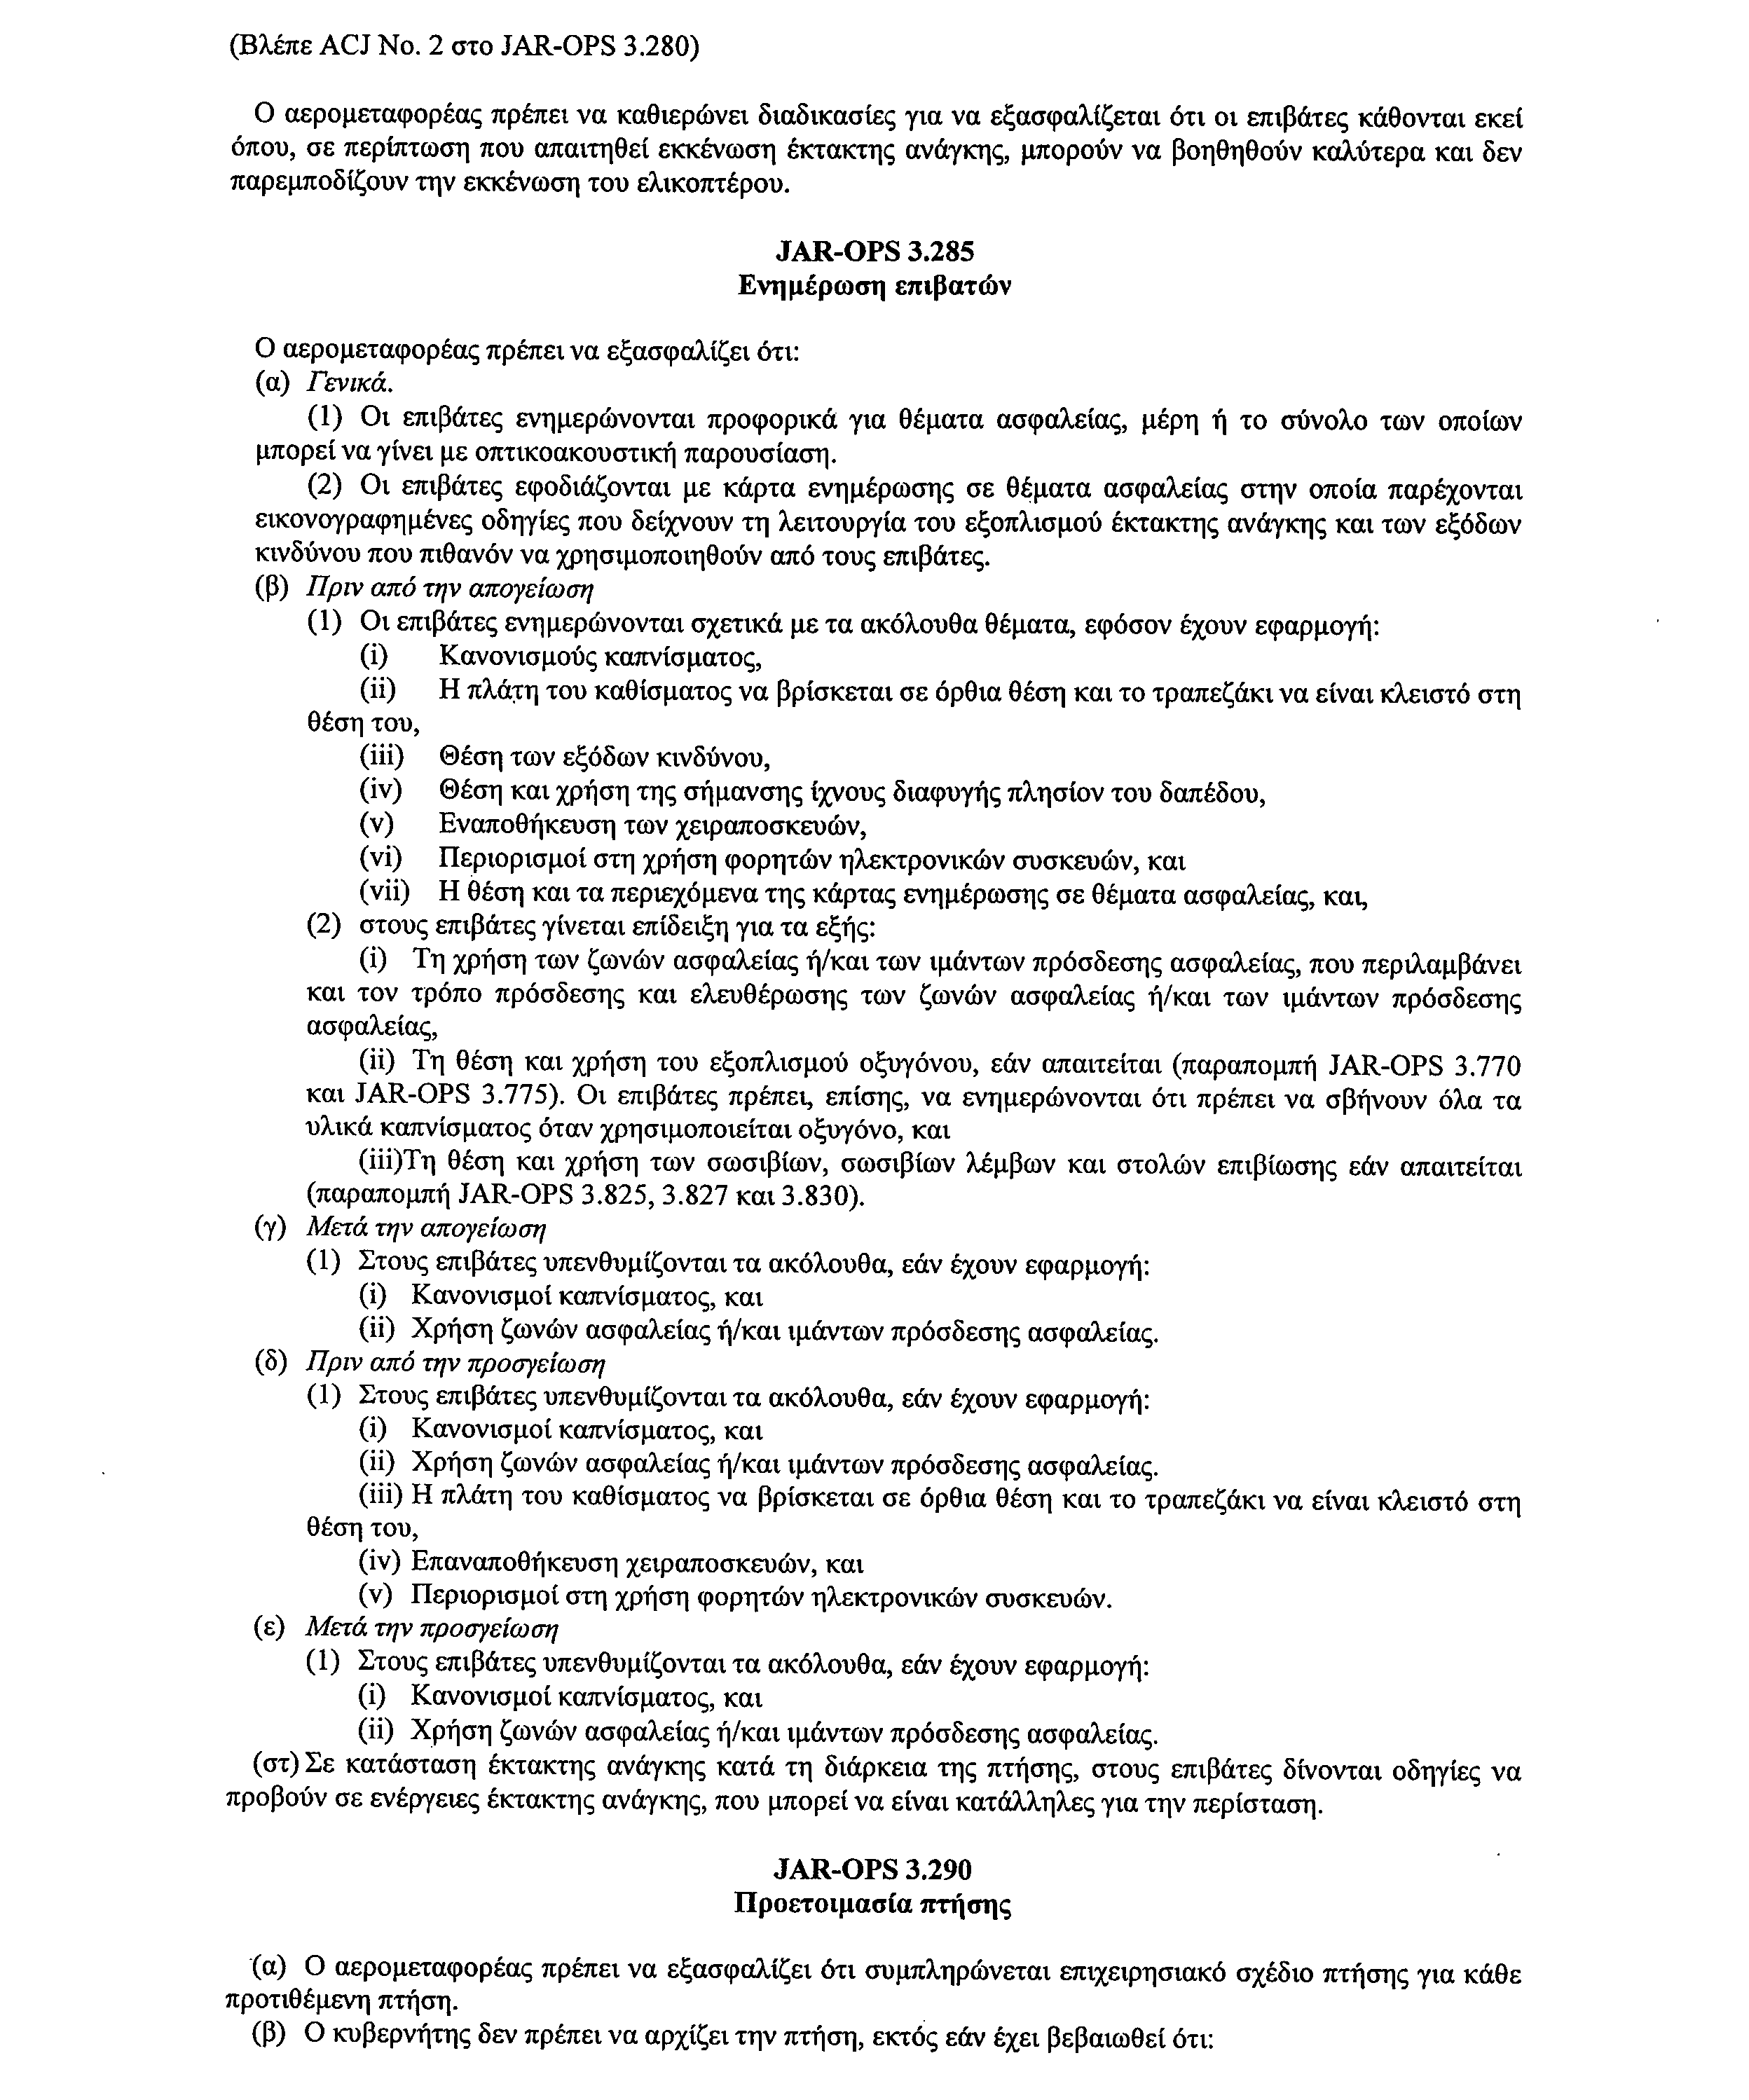 (Βλέπε ACJ No. 2 στο JAR-OPS 3.280)
Ο αερομεταφορέας πρέπει να καθιερώνει διαδικασίες για να εξασφαλίζεται ότι οι επιβάτες κάθονται εκεί
όπου, σε περίπτωση που απαιτηθεί εκκένωση έκτακτης ανάγκης, μπορούν να βοηθηθούν καλύτερα και δεν
παρεμποδίζουν την εκκένωση του ελικοπτέρου.
JAR-OPS 3.285
Ενημέρωση επιβατών
Ο αερομεταφορέας πρέπει να εξασφαλίζει ότι:
(α) Γενικά.
(1) Οι επιβάτες ενημερώνονται προφορικά για θέματα ασφαλείας, μέρη ή το σύνολο των οποίων
μπορεί να γίνει με οπτικοακουστική παρουσίαση.
(2) Οι επιβάτες εφοδιάζονται με κάρτα ενημέρωσης σε θέματα ασφαλείας στην οποία παρέχονται
εικονογραφημένες οδηγίες που δείχνουν τη λειτουργία του εξοπλισμού έκτακτης ανάγκης και των εξόδων
κινδύνου που πιθανόν να χρησιμοποιηθούν από τους επιβάτες.
(β) Πριν από την απογείωση
(1) Οι επιβάτες ενημερώνονται σχετικά με τα ακόλουθα θέματα, εφόσον έχουν εφαρμογή:
(i) Κανονισμούς καπνίσματος,
(ii) Η πλάτη του καθίσματος να βρίσκεται σε όρθια θέση και το τραπεζάκι να είναι κλειστό στη
θέση του,
(iii) Θέση των εξόδων κινδύνου,
(iv) Θέση και χρήση της σήμανσης ίχνους διαφυγής πλησίον του δαπέδου,
(v) Εναποθήκευση των χειραποσκευών,
(vi) Περιορισμοί στη χρήση φορητών ηλεκτρονικών συσκευών, και
(vii) Η θέση και τα περιεχόμενα της κάρτας ενημέρωσης σε θέματα ασφαλείας, και,
(2) στους επιβάτες γίνεται επίδειξη για τα εξής:
(i) Τη χρήση των ζωνών ασφαλείας ή/και των ιμάντων πρόσδεσης ασφαλείας, που περιλαμβάνει
και τον τρόπο πρόσδεσης και ελευθέρωσης των ζωνών ασφαλείας ή/και των ιμάντων πρόσδεσης
ασφαλείας,
(ii) Τη θέση και χρήση του εξοπλισμού οξυγόνου, εάν απαιτείται (παραπομπή JAR-OPS 3.770
και JAR-OPS 3.775). Οι επιβάτες πρέπει, επίσης, να ενημερώνονται ότι πρέπει να σβήνουν όλα τα
υλικά καπνίσματος όταν χρησιμοποιείται οξυγόνο, και
(iii)Τη θέση και χρήση των σωσιβίων, σωσιβίων λέμβων και στολών επιβίωσης εάν απαιτείται
(παραπομπή JAR-OPS 3.825, 3.827 και 3.830).
(γ) Μετά την απογείωση
(1) Στους επιβάτες υπενθυμίζονται τα ακόλουθα, εάν έχουν εφαρμογή:
(i) Κανονισμοί καπνίσματος, και
(ii) Χρήση ζωνών ασφαλείας ή/και ιμάντων πρόσδεσης ασφαλείας.
(δ) Πριν από την προσγείωση
(1) Στους επιβάτες υπενθυμίζονται τα ακόλουθα, εάν έχουν εφαρμογή:
(i) Κανονισμοί καπνίσματος, και
(ii) Χρήση ζωνών ασφαλείας ή/και ιμάντων πρόσδεσης ασφαλείας.
(iii) Η πλάτη του καθίσματος να βρίσκεται σε όρθια θέση και το τραπεζάκι να είναι κλειστό στη
θέση του,
(iv) Επαναποθήκευση χειραποσκευών, και
(v) Περιορισμοί στη χρήση φορητών ηλεκτρονικών συσκευών.
(ε) Μετά την προσγείωση
(1) Στους επιβάτες υπενθυμίζονται τα ακόλουθα, εάν έχουν εφαρμογή:
(i) Κανονισμοί καπνίσματος, και
(ii) Χρήση ζωνών ασφαλείας ή/και ιμάντων πρόσδεσης ασφαλείας.
(στ) Σε κατάσταση έκτακτης ανάγκης κατά τη διάρκεια της πτήσης, στους επιβάτες δίνονται οδηγίες να
προβούν σε ενέργειες έκτακτης ανάγκης, που μπορεί να είναι κατάλληλες για την περίσταση.
JAR-OPS 3.290
Προετοιμασία πτήσης
(α) Ο αερομεταφορέας πρέπει να εξασφαλίζει ότι συμπληρώνεται επιχειρησιακό σχέδιο πτήσης για κάθε
προτιθέμενη πτήση.
(β) Ο κυβερνήτης δεν πρέπει να αρχίζει την πτήση, εκτός εάν έχει βεβαιωθεί ότι: